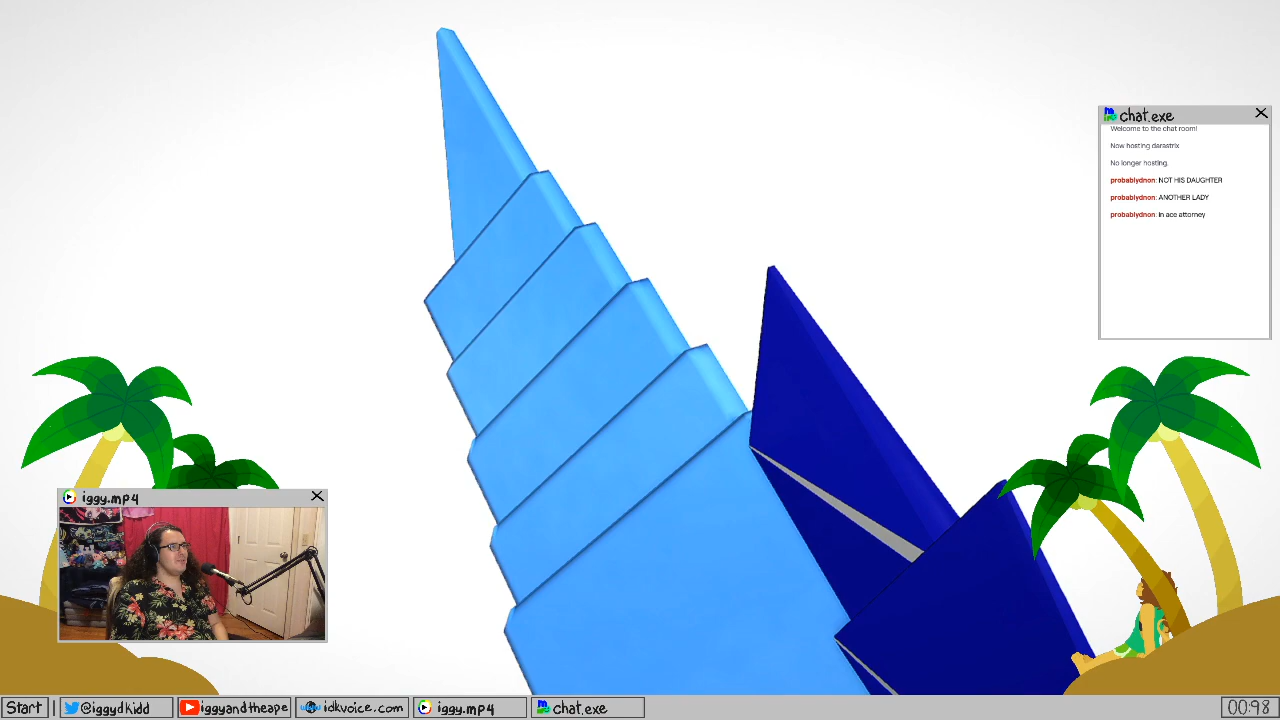 chat.exe
Welcome to the chat room!
Now hosting darastrix
No longer hosting.
probablydnon: NOT HIS DAUGHTER
probablydnon: ANOTHER LADY
probablydnon: in ace attorney
iggy.mp4
Start | @iggydkidd iggyandtheape idkvoice.com iggy.mp4 chat.exe 00:98